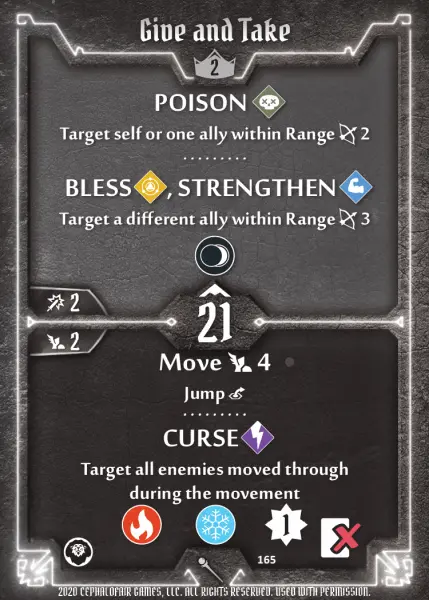 Give and Take
2
POISON
Target self or one ally within Range 2
BLESS, STRENGTHEN
Target a different ally within Range 3
2
21
2
Move 4
Jump
CURSE
Target all enemies moved through
during the movement
1
165
2020 CEPHALOFAIR GAMES, LLC. ALL RIGHTS RESERVED. USED WITH PERMISSION.